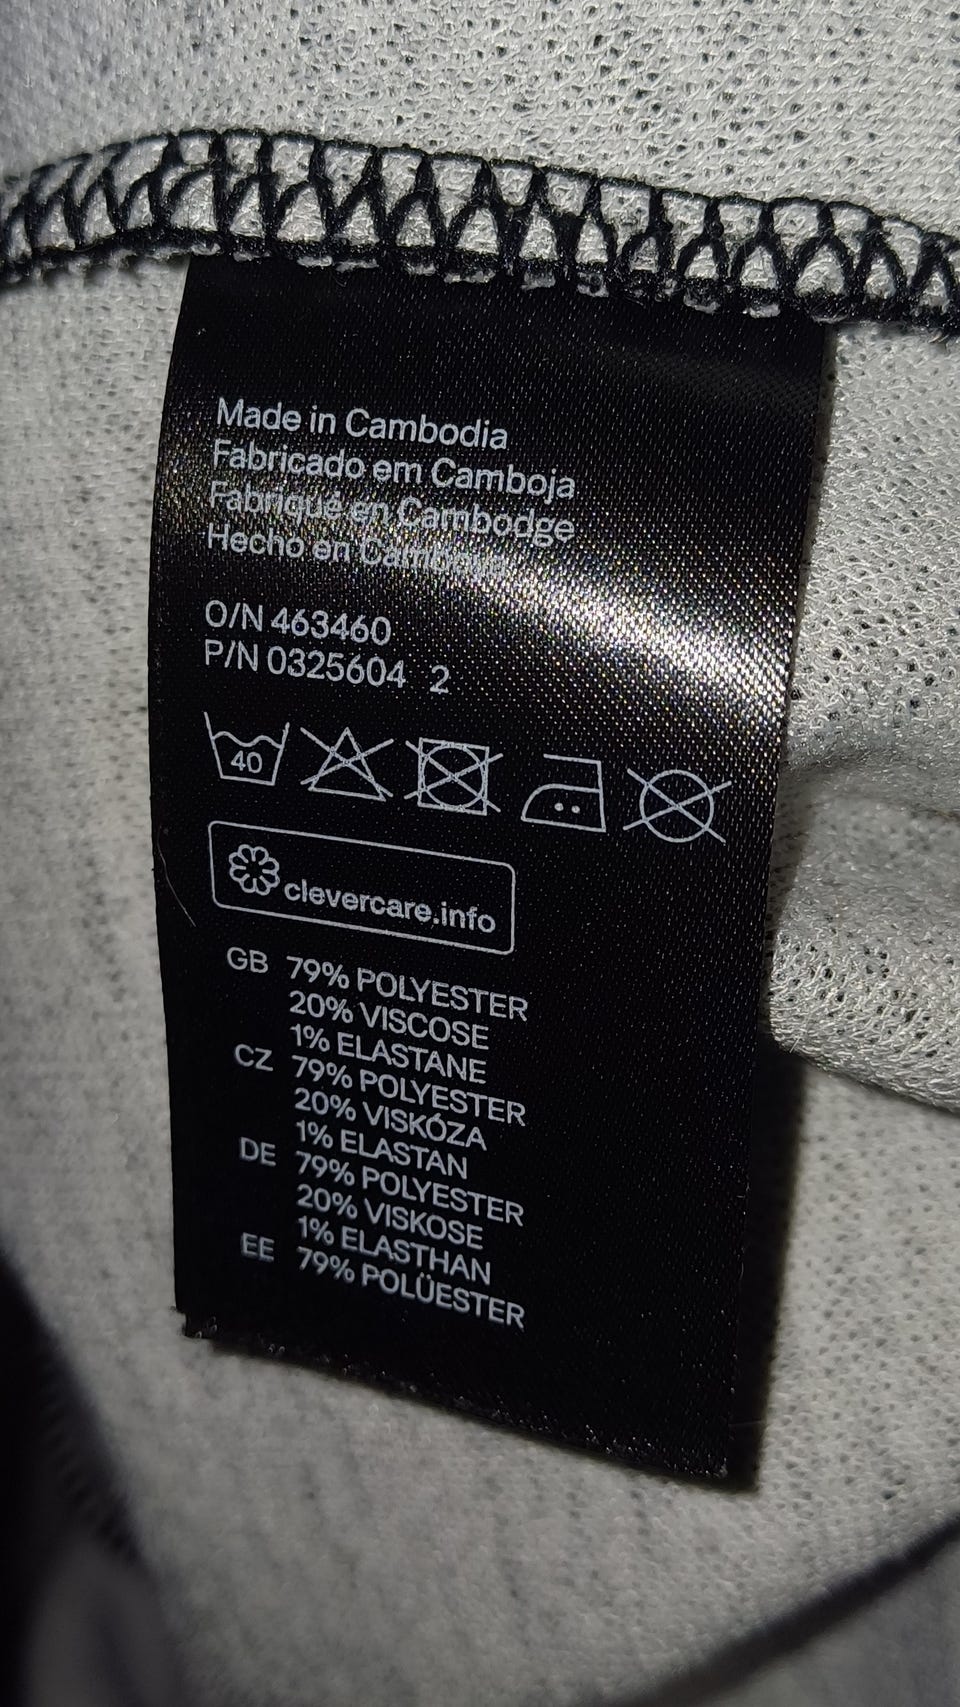 Made in Cambodia
Fabricado em Camboja
Fabriqué en Cambodge
Hecho en Camboya
O/N 463460
P/N 0325604 2
40
clevercare.info
GB 79% POLYESTER
20% VISCOSE
1% ELASTANE
CZ 79% POLYESTER
20% VISKÓZA
1% ELASTAN
DE 79% POLYESTER
20% VISKOSE
1% ELASTHAN
EE 79% POLÜESTER